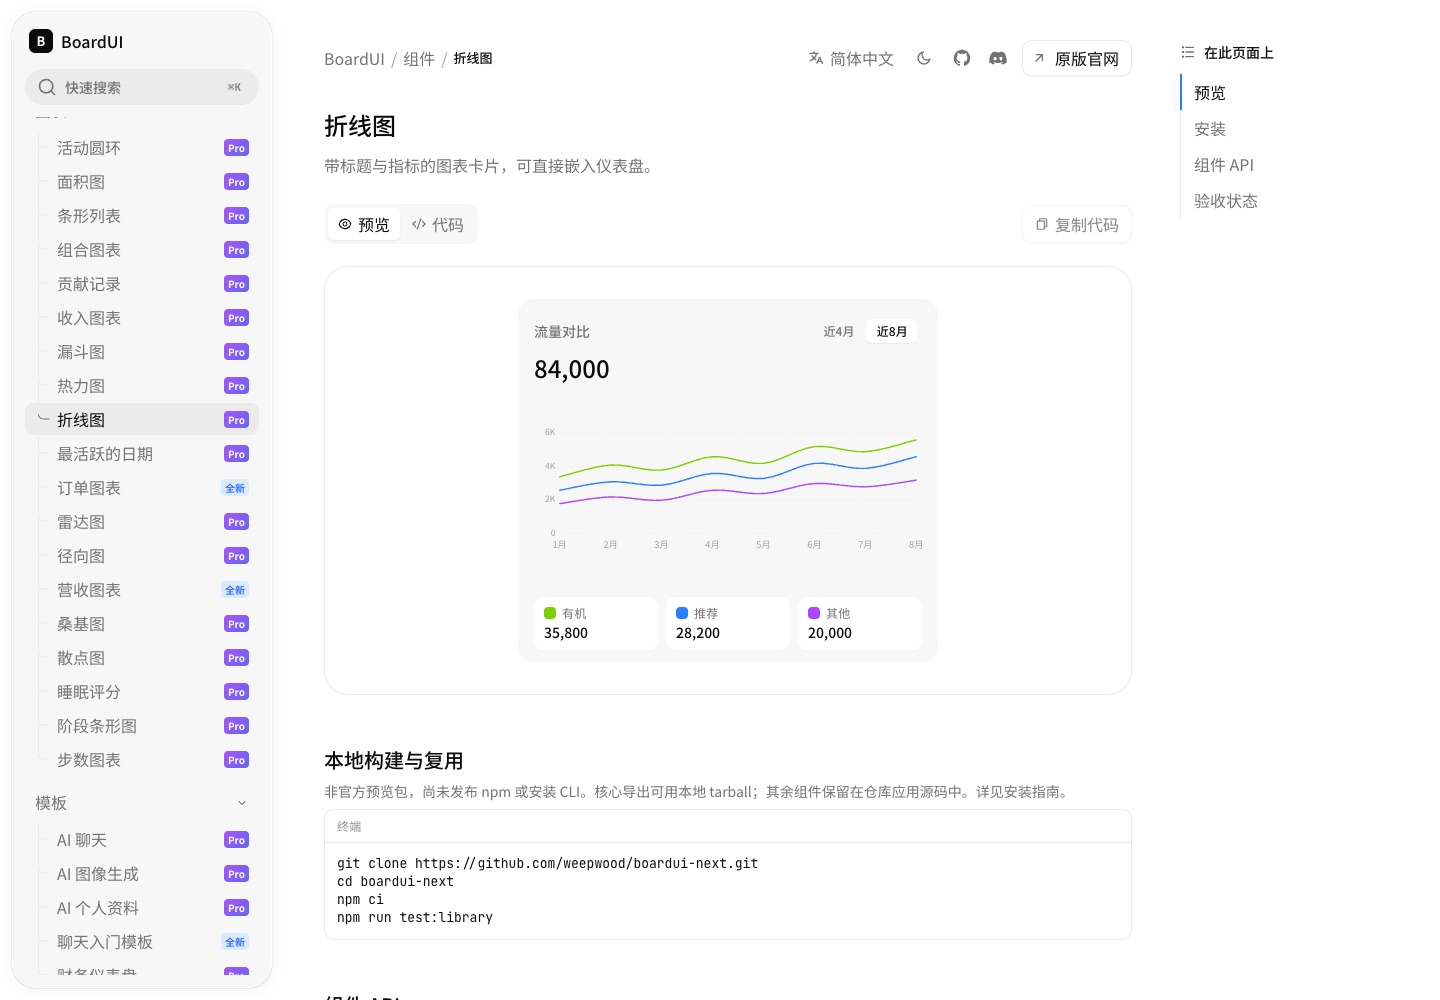 B BoardUI
快速搜索 ⌘K
活动圆环 Pro
面积图 Pro
条形列表 Pro
组合图表 Pro
贡献记录 Pro
收入图表 Pro
漏斗图 Pro
热力图 Pro
折线图 Pro
最活跃的日期 Pro
订单图表 全新
雷达图 Pro
径向图 Pro
营收图表 全新
桑基图 Pro
散点图 Pro
睡眠评分 Pro
阶段条形图 Pro
步数图表 Pro
模板
AI 聊天 Pro
AI 图像生成 Pro
AI 个人资料 Pro
聊天入门模板 全新
财务仪表盘 Pro
BoardUI / 组件 / 折线图
简体中文
原版官网
折线图
带标题与指标的图表卡片，可直接嵌入仪表盘。
预览 代码
复制代码
流量对比
近4月 近8月
84,000
6K
4K
2K
0
1月 2月 3月 4月 5月 6月 7月 8月
有机 推荐 其他
35,800 28,200 20,000
本地构建与复用
非官方预览包，尚未发布 npm 或安装 CLI。核心导出可用本地 tarball；其余组件保留在仓库应用源码中。详见安装指南。
终端
git clone https://github.com/weepwood/boardui-next.git
cd boardui-next
npm ci
npm run test:library
组件 API
在此页面上
预览
安装
组件 API
验收状态